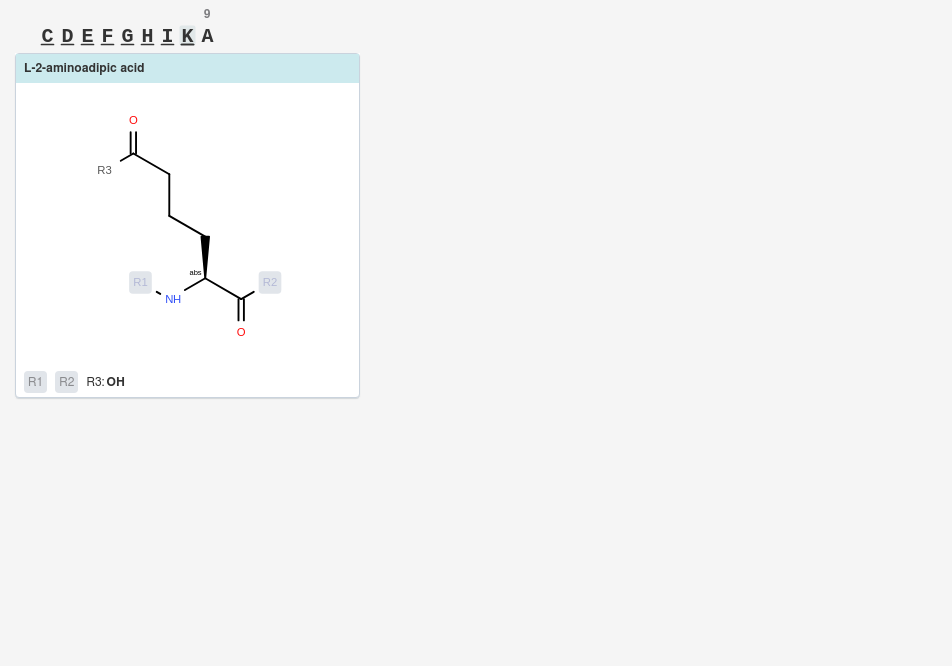 9
C D E F G H I K A
L-2-aminoadipic acid
O
R3
abs
R1
R2
NH
O
R1 R2 R3: OH